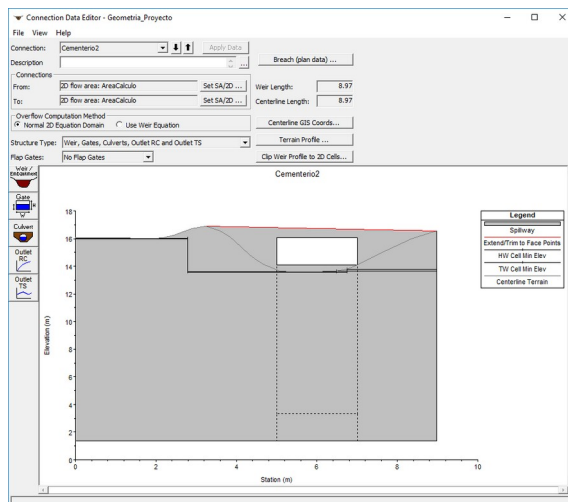 Connection Data Editor - Geometria_Proyecto
File View Help
Connection: Cementerio2 Apply Data
Description ... Breach (plan data) ...
Connections
From: 2D flow area: AreaCalculo Set SA/2D ... Weir Length: 8.97
To: 2D flow area: AreaCalculo Set SA/2D ... Centerline Length: 8.97
Overflow Computation Method
Normal 2D Equation Domain Use Weir Equation Centerline GIS Coords...
Structure Type: Weir, Gates, Culverts, Outlet RC and Outlet TS Terrain Profile ...
Flap Gates: No Flap Gates Clip Weir Profile to 2D Cells...
Weir / Embankment
Gate
Culvert
Outlet RC
Outlet TS
Cementerio2
Legend
Spillway
Extend/Trim to Face Points
HW Cell Min Elev
TW Cell Min Elev
Centerline Terrain
Elevation (m)
18
16
14
12
10
8
6
4
2
0
0 2 4 6 8 10
Station (m)